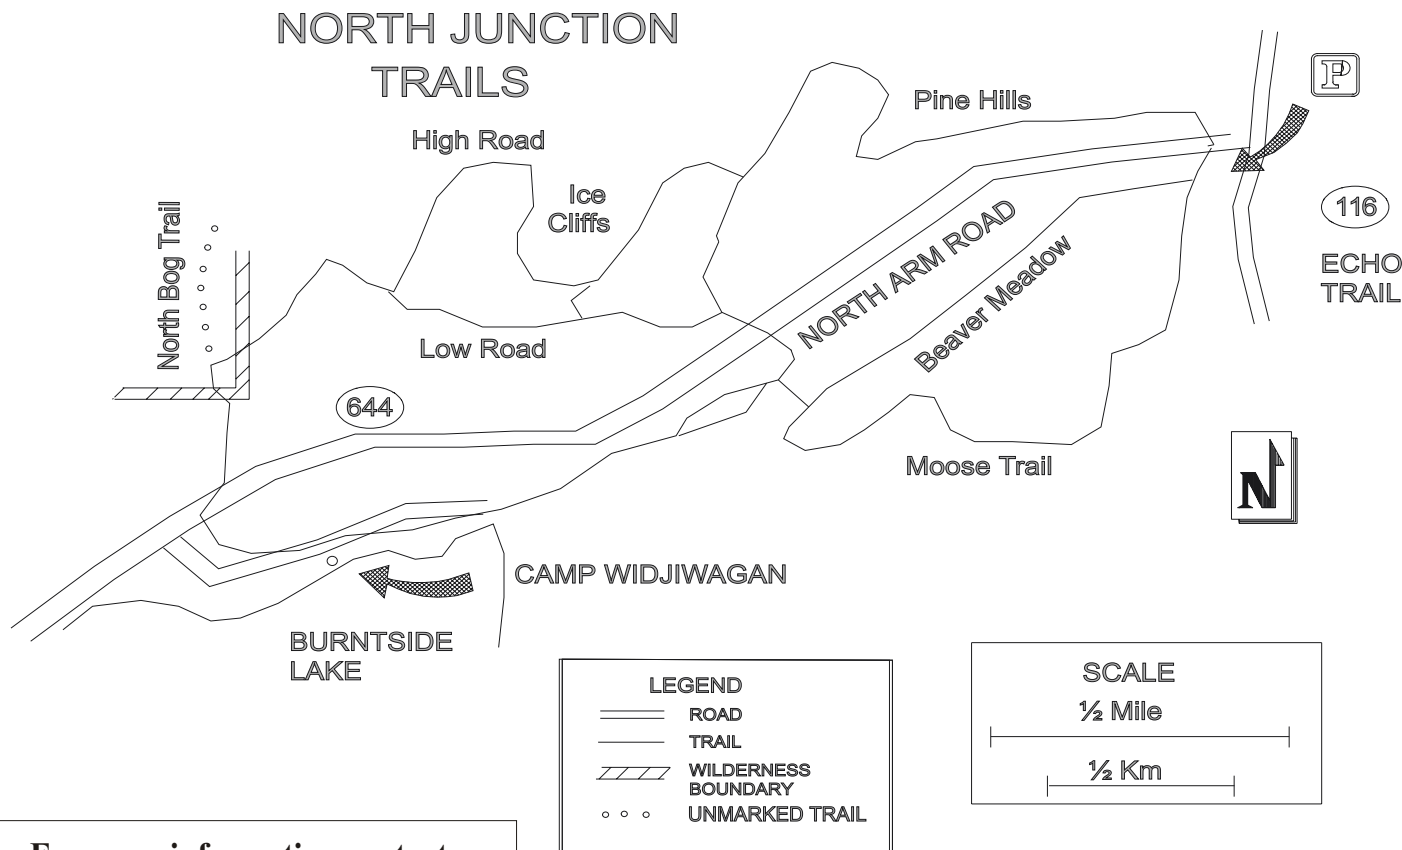 NORTH JUNCTION
TRAILS
High Road
Pine Hills
P
Ice
Cliffs
North Bog Trail
116
ECHO
TRAIL
NORTH ARM ROAD
Beaver Meadow
Low Road
644
Moose Trail
N
CAMP WIDJIWAGAN
BURNTSIDE
LAKE
LEGEND
ROAD
TRAIL
WILDERNESS
BOUNDARY
UNMARKED TRAIL
SCALE
½ Mile
½ Km